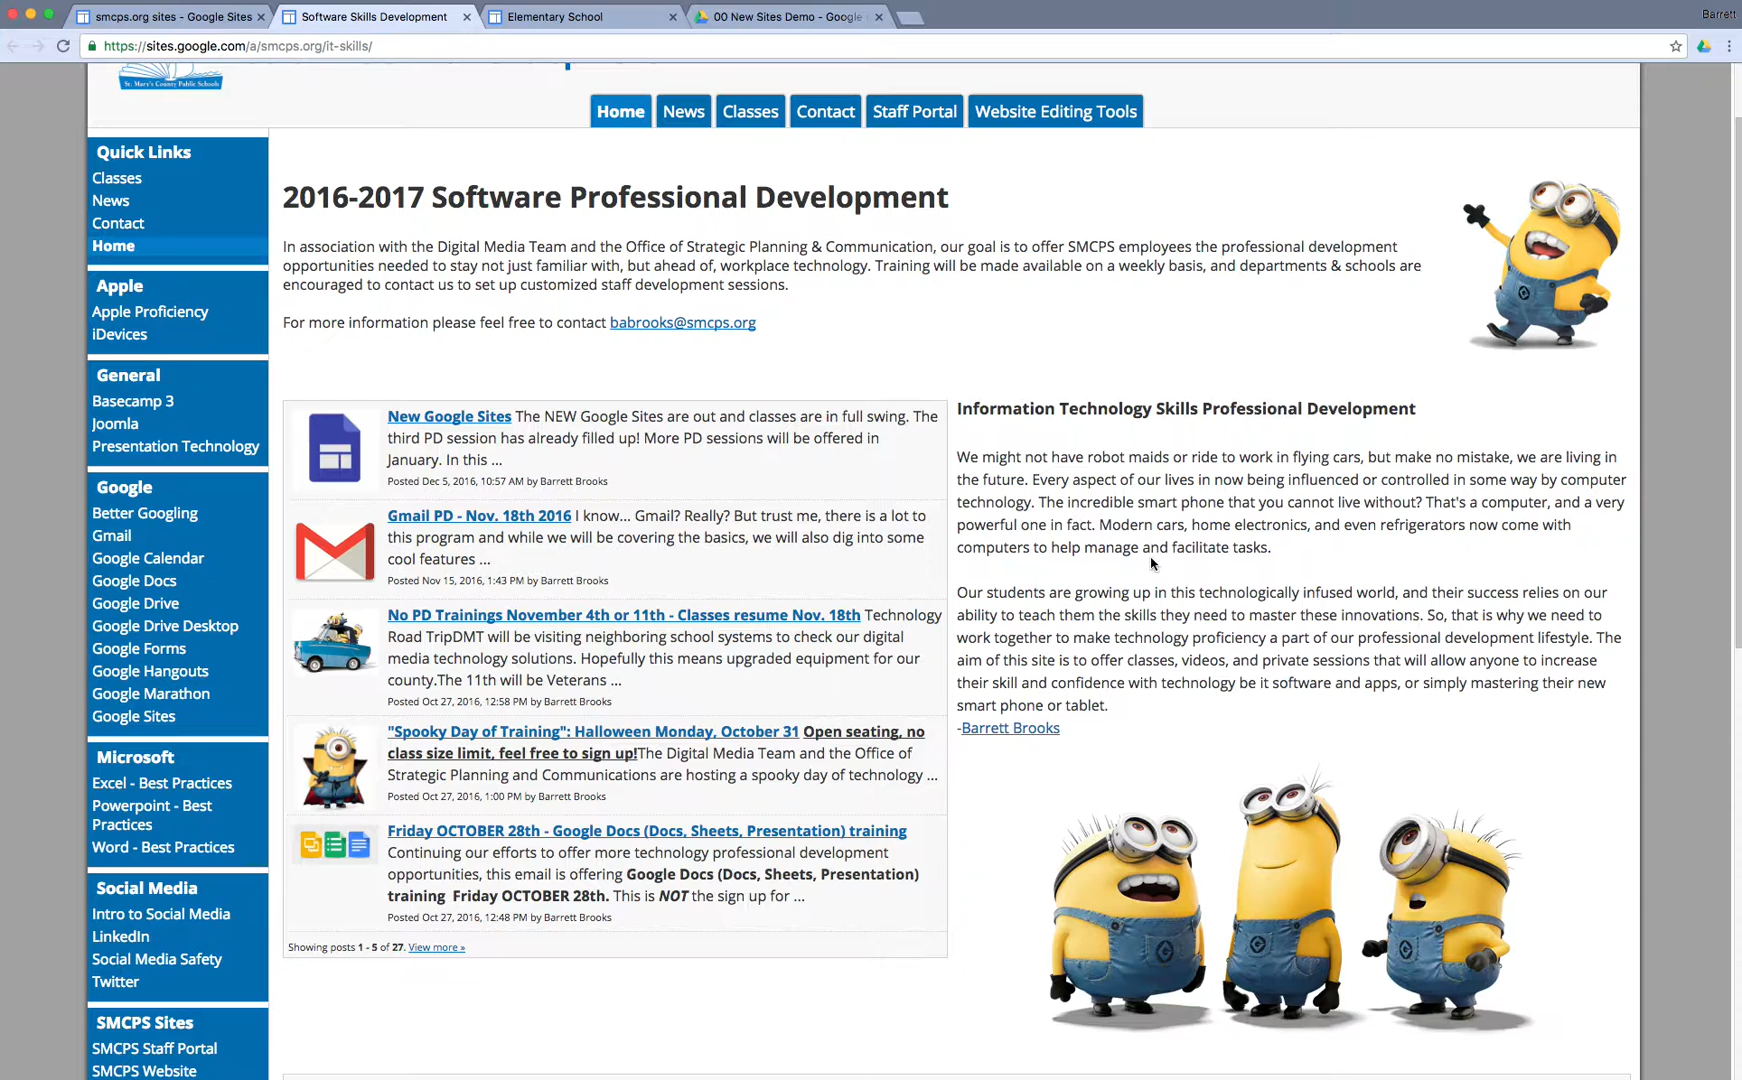 smcps.org sites - Google Sites
Software Skills Development
Elementary School
00 New Sites Demo - Google
Barrett
https://sites.google.com/a/smcps.org/it-skills/
St. Mary's County Public Schools
Home
News
Classes
Contact
Staff Portal
Website Editing Tools
Quick Links
Classes
News
Contact
Home
Apple
Apple Proficiency
iDevices
General
Basecamp 3
Joomla
Presentation Technology
Google
Better Googling
Gmail
Google Calendar
Google Docs
Google Drive
Google Drive Desktop
Google Forms
Google Hangouts
Google Marathon
Google Sites
Microsoft
Excel - Best Practices
Powerpoint - Best
Practices
Word - Best Practices
Social Media
Intro to Social Media
LinkedIn
Social Media Safety
Twitter
SMCPS Sites
SMCPS Staff Portal
SMCPS Website
2016-2017 Software Professional Development
In association with the Digital Media Team and the Office of Strategic Planning & Communication, our goal is to offer SMCPS employees the professional development
opportunities needed to stay not just familiar with, but ahead of, workplace technology. Training will be made available on a weekly basis, and departments & schools are
encouraged to contact us to set up customized staff development sessions.
For more information please feel free to contact babrooks@smcps.org
New Google Sites The NEW Google Sites are out and classes are in full swing. The
third PD session has already filled up! More PD sessions will be offered in
January. In this ...
Posted Dec 5, 2016, 10:57 AM by Barrett Brooks
Gmail PD - Nov. 18th 2016 I know... Gmail? Really? But trust me, there is a lot to
this program and while we will be covering the basics, we will also dig into some
cool features ...
Posted Nov 15, 2016, 1:43 PM by Barrett Brooks
No PD Trainings November 4th or 11th - Classes resume Nov. 18th Technology
Road TripDMT will be visiting neighboring school systems to check our digital
media technology solutions. Hopefully this means upgraded equipment for our
county.The 11th will be Veterans ...
Posted Oct 27, 2016, 12:58 PM by Barrett Brooks
"Spooky Day of Training": Halloween Monday, October 31 Open seating, no
class size limit, feel free to sign up!The Digital Media Team and the Office of
Strategic Planning and Communications are hosting a spooky day of technology ...
Posted Oct 27, 2016, 1:00 PM by Barrett Brooks
Friday OCTOBER 28th - Google Docs (Docs, Sheets, Presentation) training
Continuing our efforts to offer more technology professional development
opportunities, this email is offering Google Docs (Docs, Sheets, Presentation)
training Friday OCTOBER 28th. This is NOT the sign up for ...
Posted Oct 27, 2016, 12:48 PM by Barrett Brooks
Showing posts 1 - 5 of 27. View more »
Information Technology Skills Professional Development
We might not have robot maids or ride to work in flying cars, but make no mistake, we are living in
the future. Every aspect of our lives in now being influenced or controlled in some way by computer
technology. The incredible smart phone that you cannot live without? That's a computer, and a very
powerful one in fact. Modern cars, home electronics, and even refrigerators now come with
computers to help manage and facilitate tasks.
Our students are growing up in this technologically infused world, and their success relies on our
ability to teach them the skills they need to master these innovations. So, that is why we need to
work together to make technology proficiency a part of our professional development lifestyle. The
aim of this site is to offer classes, videos, and private sessions that will allow anyone to increase
their skill and confidence with technology be it software and apps, or simply mastering their new
smart phone or tablet.
-Barrett Brooks